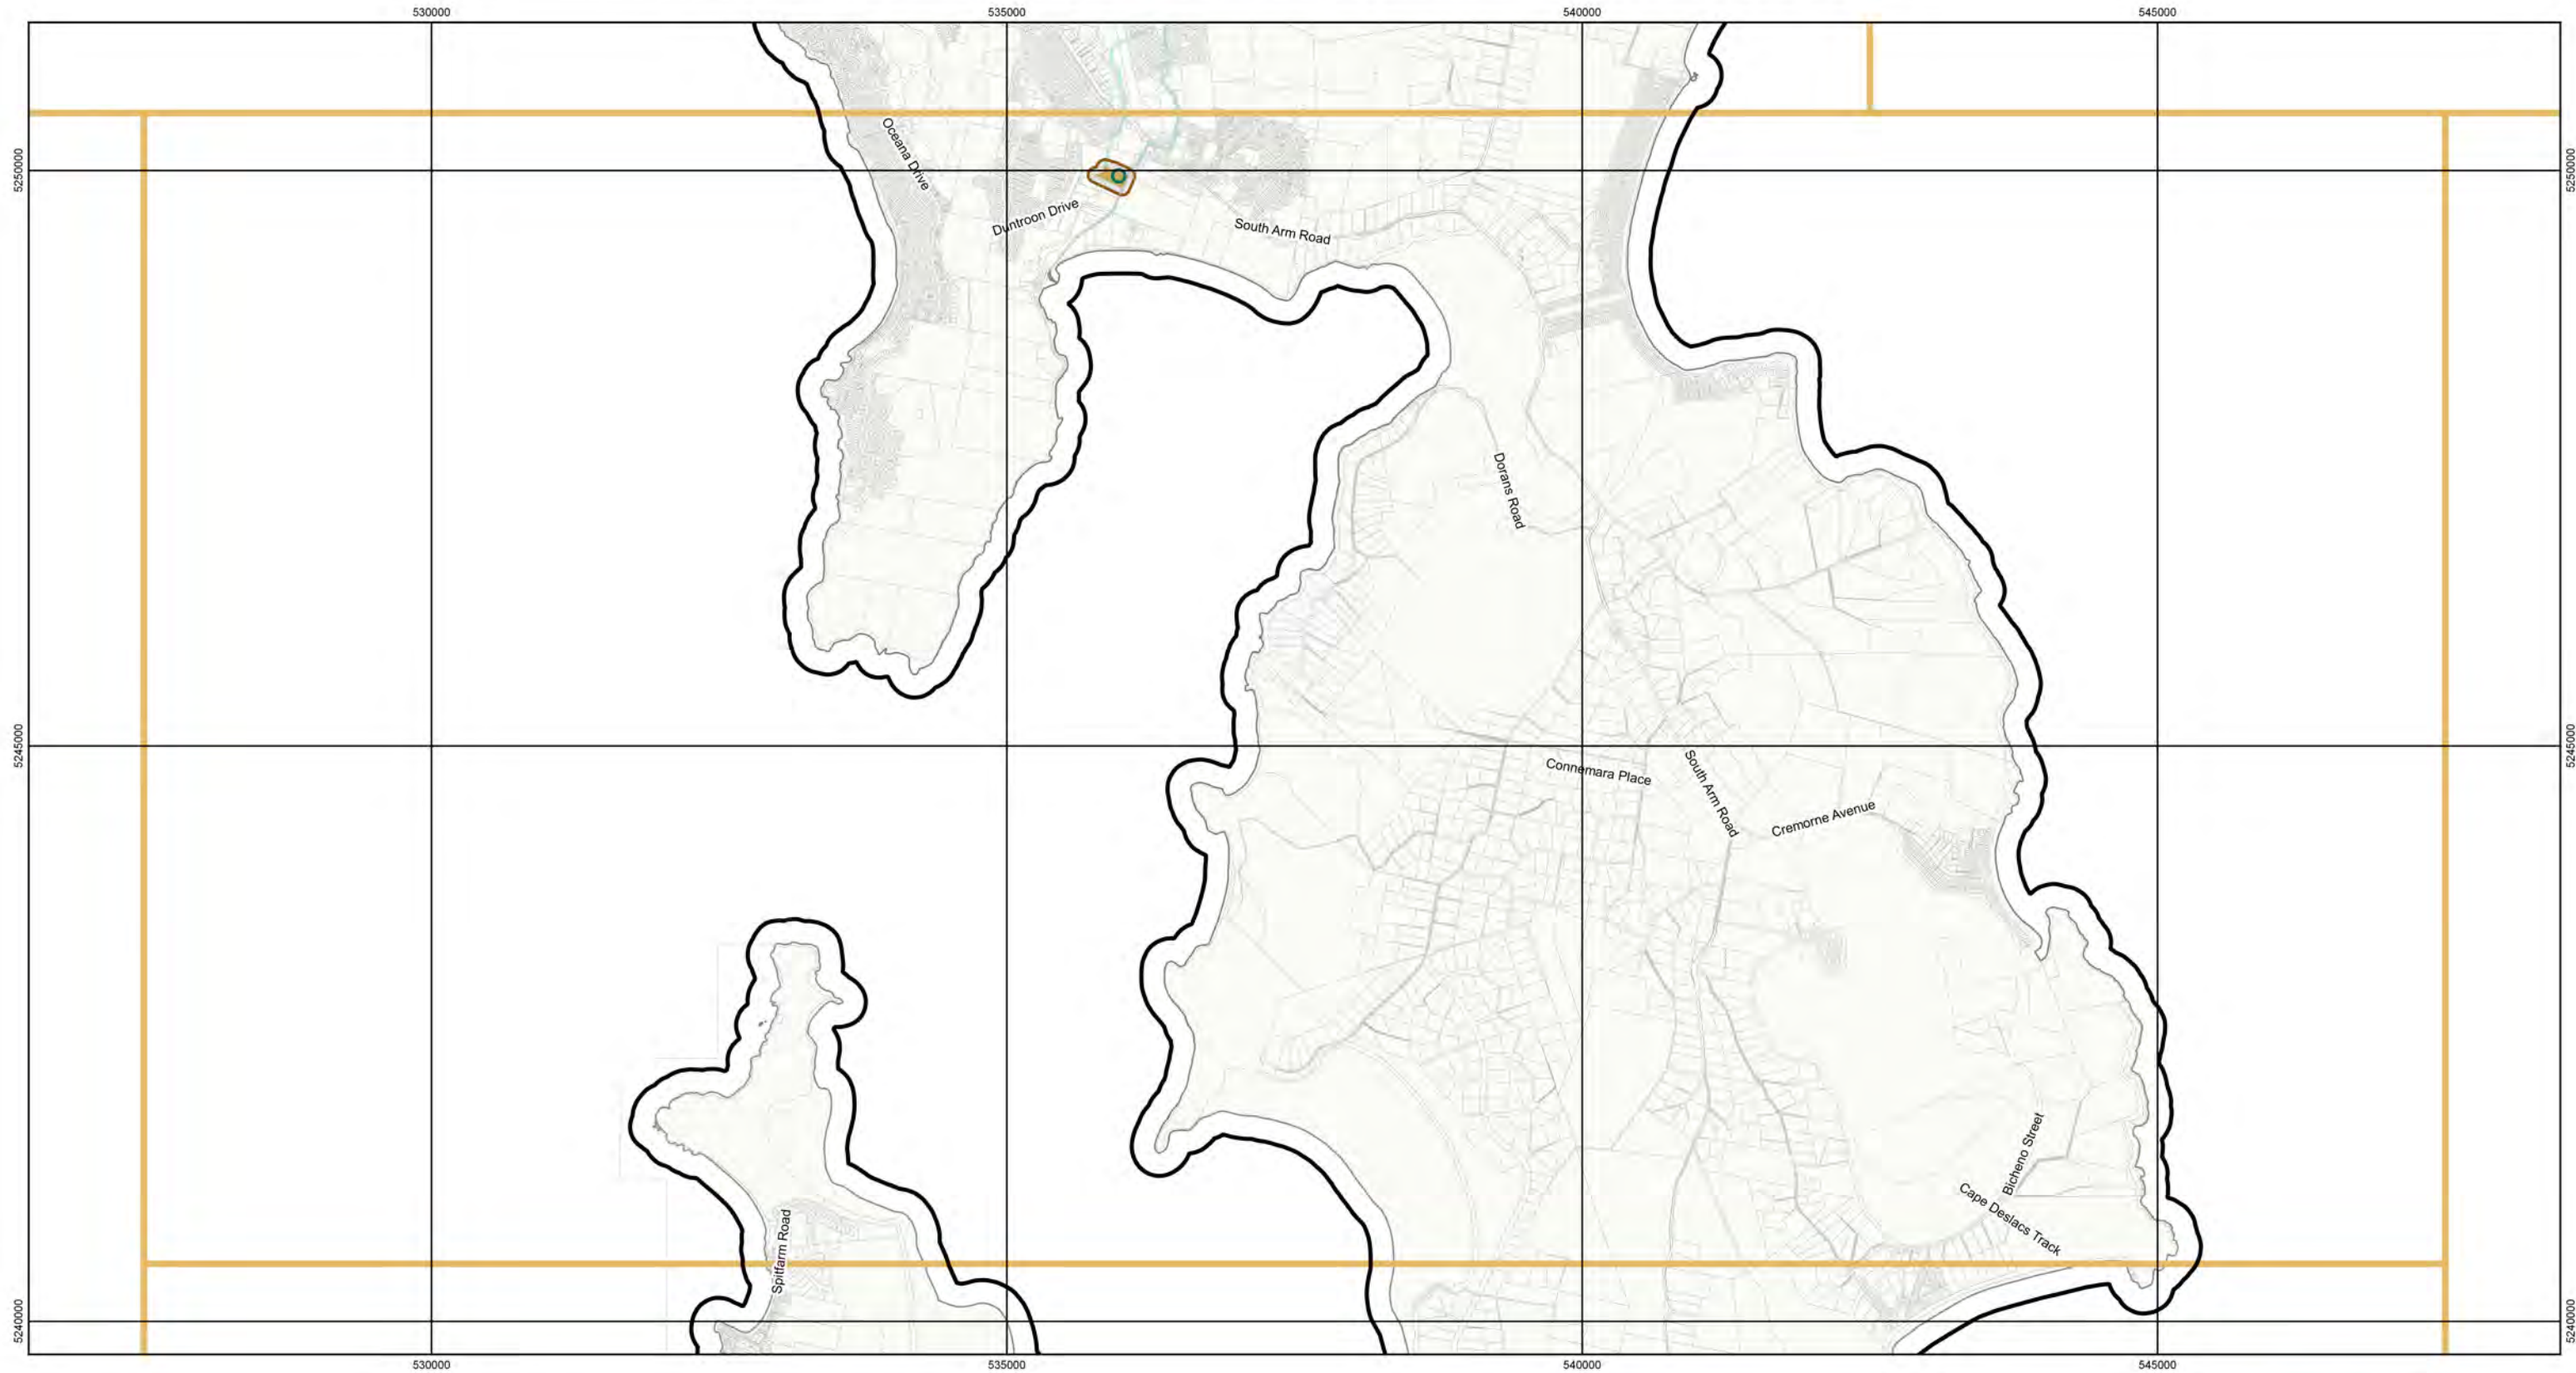 530000
535000
540000
545000
Oceana Drive
5250000
5250000
Duntroon Drive
South Arm Road
Dorans Road
5245000
5245000
Connemara Place
South Arm Road
Cremorne Avenue
Bicheno Street
Cape Deslacs Track
Spitfarm Road
5240000
5240000
530000
535000
540000
545000